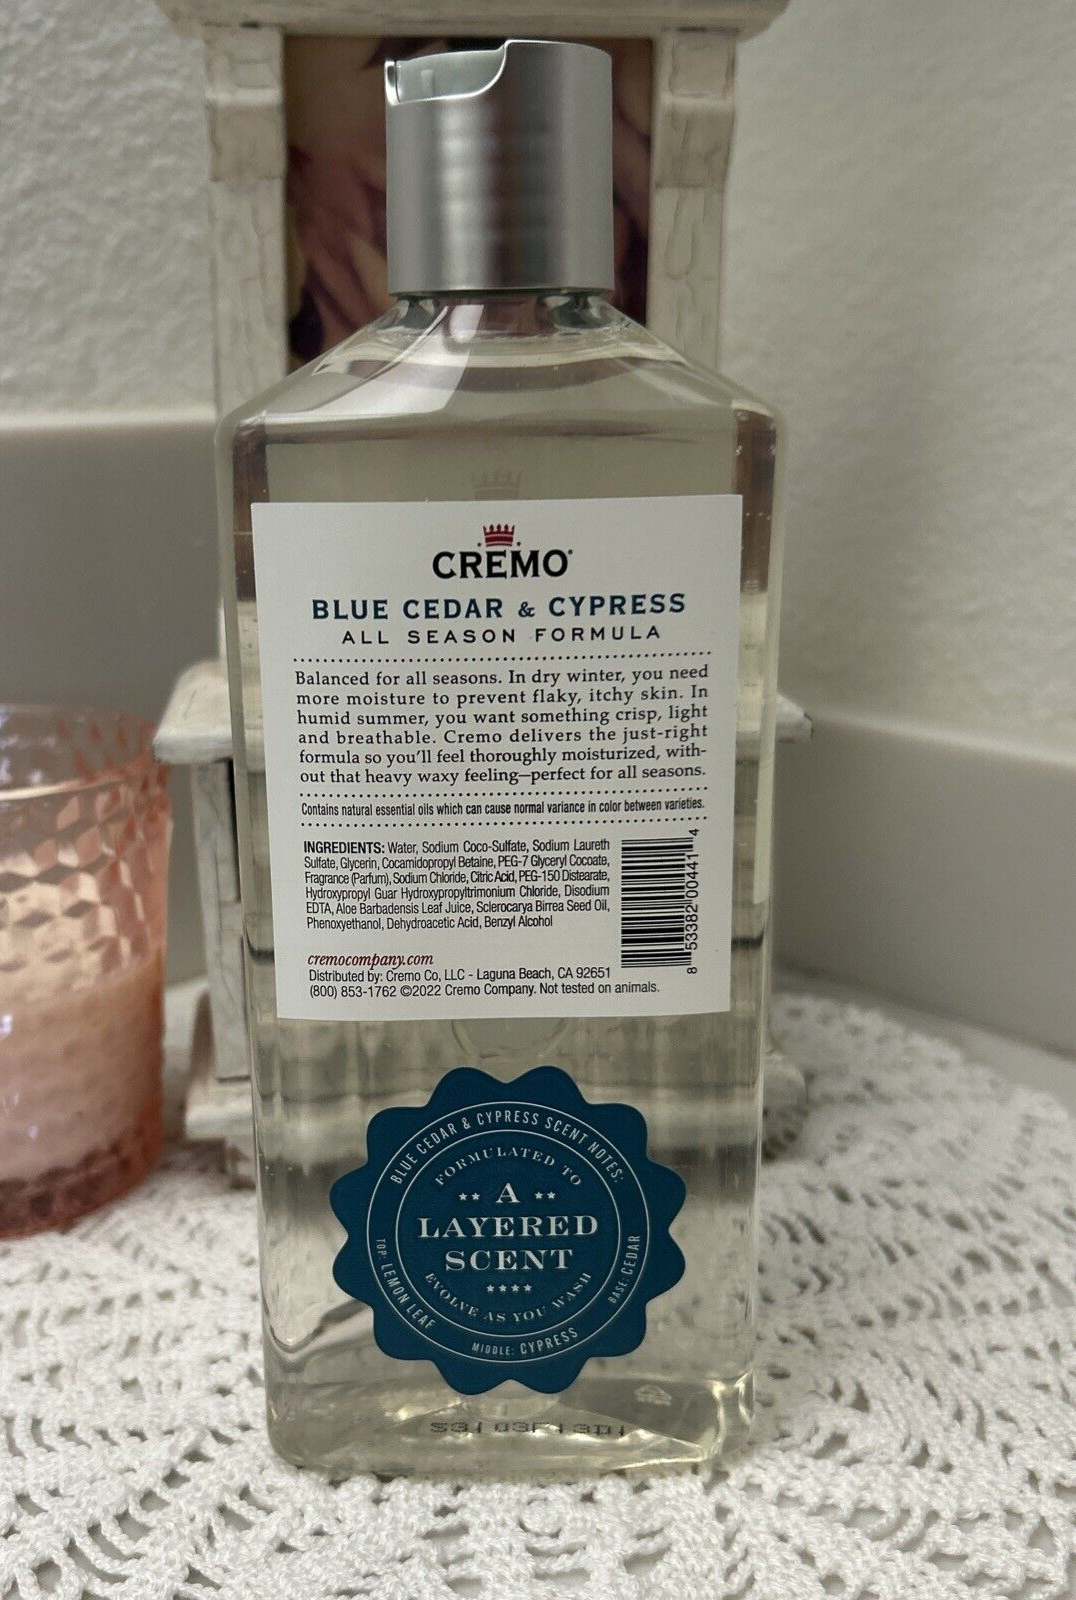 CREMO
BLUE CEDAR & CYPRESS
ALL SEASON FORMULA
Balanced for all seasons. In dry winter, you need
more moisture to prevent flaky, itchy skin. In
humid summer, you want something crisp, light
and breathable. Cremo delivers the just-right
formula so you'll feel thoroughly moisturized, with-
out that heavy waxy feeling—perfect for all seasons.
Contains natural essential oils which can cause normal variance in color between varieties.
INGREDIENTS: Water, Sodium Coco-Sulfate, Sodium Laureth
Sulfate, Glycerin, Cocamidopropyl Betaine, PEG-7 Glyceryl Cocoate,
Fragrance (Parfum), Sodium Chloride, Citric Acid, PEG-150 Distearate,
Hydroxypropyl Guar Hydroxypropyltrimonium Chloride, Disodium
EDTA, Aloe Barbadensis Leaf Juice, Sclerocarya Birrea Seed Oil,
Phenoxyethanol, Dehydroacetic Acid, Benzyl Alcohol
8 53382 00441 4
cremocompany.com
Distributed by: Cremo Co, LLC - Laguna Beach, CA 92651
(800) 853-1762 ©2022 Cremo Company. Not tested on animals.
BLUE CEDAR & CYPRESS SCENT NOTES:
FORMULATED TO
A
LAYERED
SCENT
EVOLVE AS YOU WASH
TOP: LEMON LEAF
MIDDLE: CYPRESS
BASE: CEDAR